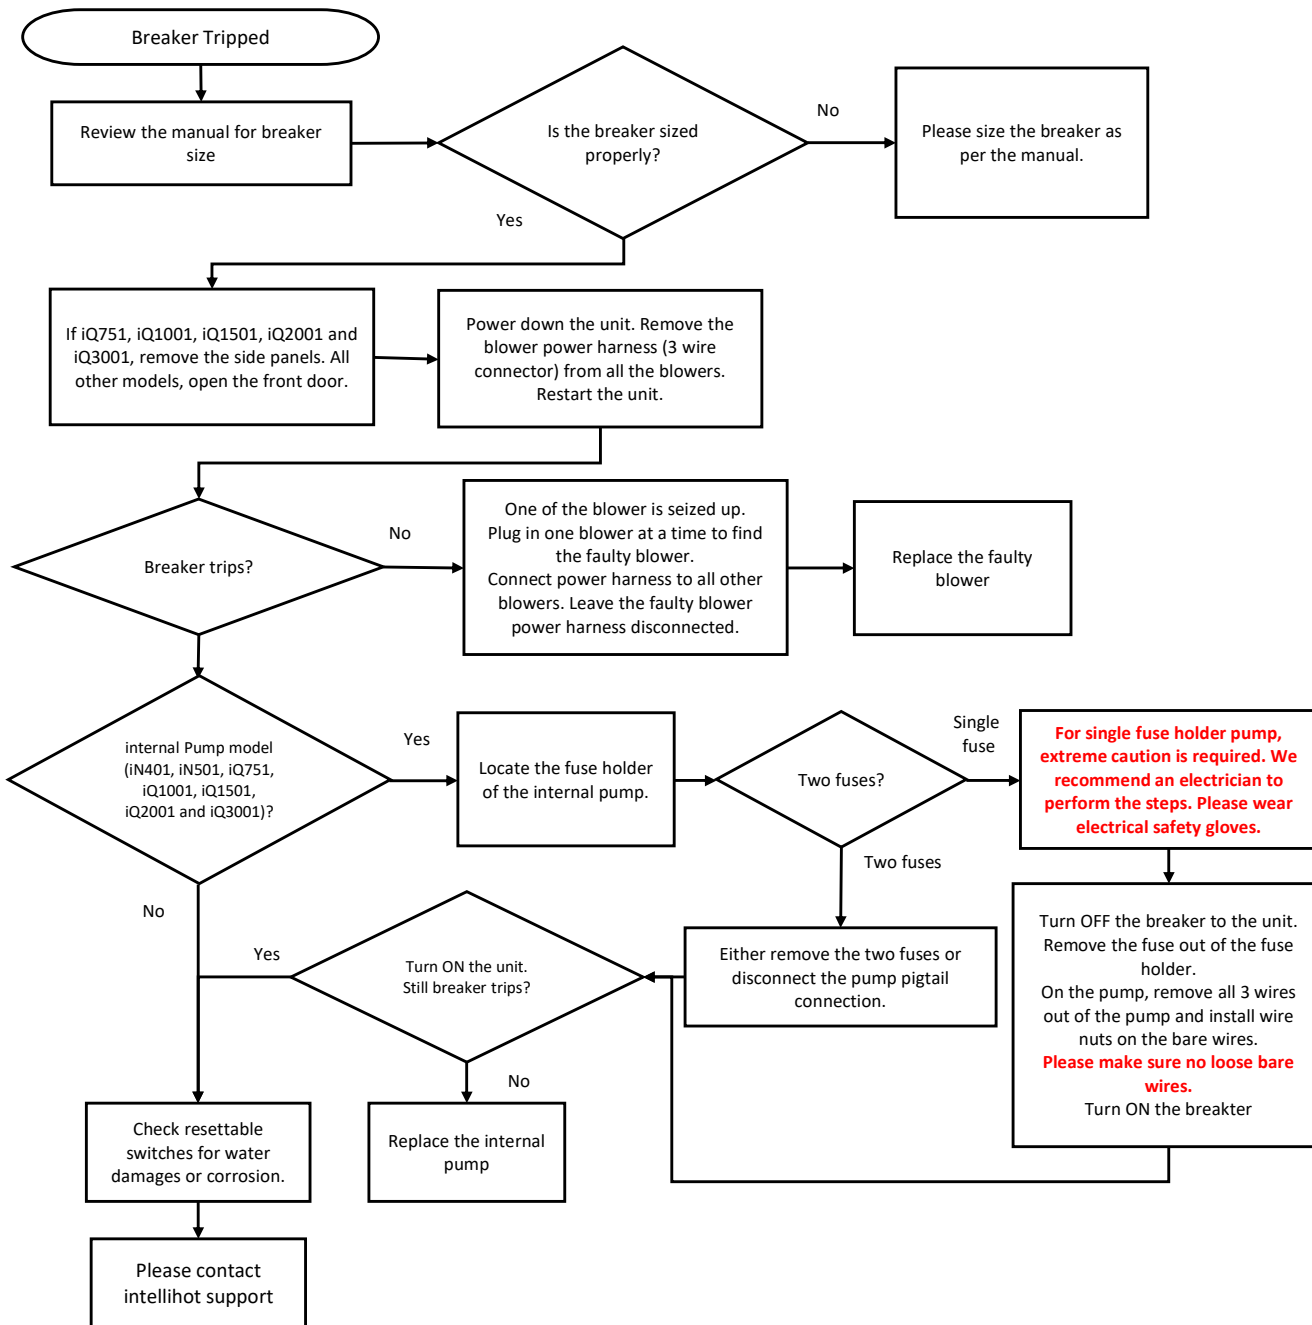 Breaker Tripped
Review the manual for breaker
size
Is the breaker sized
properly?
No
Please size the breaker as
per the manual.
Yes
If iQ751, iQ1001, iQ1501, iQ2001 and
iQ3001, remove the side panels. All
other models, open the front door.
Power down the unit. Remove the
blower power harness (3 wire
connector) from all the blowers.
Restart the unit.
Breaker trips?
No
One of the blower is seized up.
Plug in one blower at a time to find
the faulty blower.
Connect power harness to all other
blowers. Leave the faulty blower
power harness disconnected.
Replace the faulty
blower
internal Pump model
(iN401, iN501, iQ751,
iQ1001, iQ1501,
iQ2001 and iQ3001)?
Yes
Locate the fuse holder
of the internal pump.
Two fuses?
Single
fuse
For single fuse holder pump,
extreme caution is required. We
recommend an electrician to
perform the steps. Please wear
electrical safety gloves.
Two fuses
No
Yes
Turn ON the unit.
Still breaker trips?
Either remove the two fuses or
disconnect the pump pigtail
connection.
Turn OFF the breaker to the unit.
Remove the fuse out of the fuse
holder.
On the pump, remove all 3 wires
out of the pump and install wire
nuts on the bare wires.
Please make sure no loose bare
wires.
Turn ON the breakter
No
Check resettable
switches for water
damages or corrosion.
Replace the internal
pump
Please contact
intellihot support